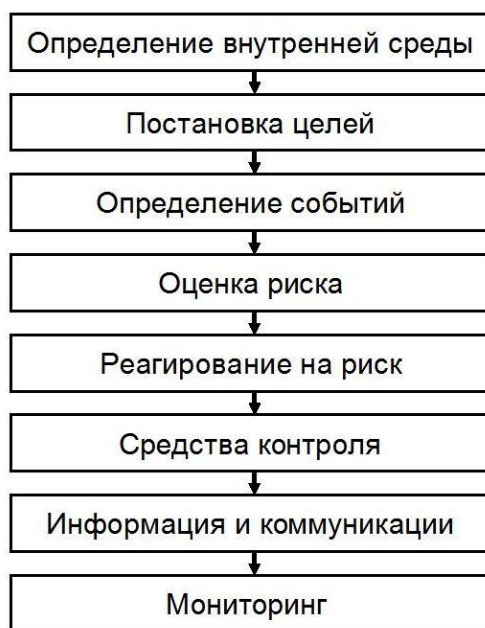 Определение внутренней среды
Постановка целей
Определение событий
Оценка риска
Реагирование на риск
Средства контроля
Информация и коммуникации
Мониторинг